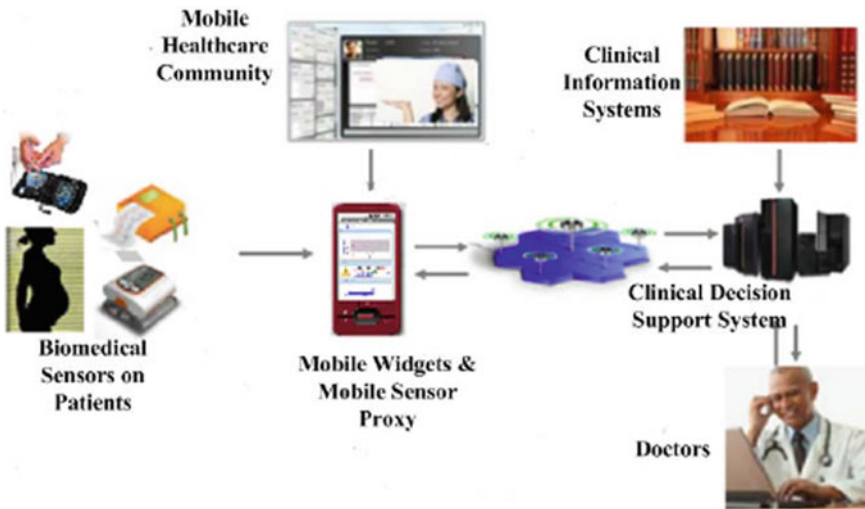 Mobile
Healthcare
Community
Clinical
Information
Systems
Biomedical
Sensors on
Patients
Mobile Widgets &
Mobile Sensor
Proxy
Clinical Decision
Support System
Doctors